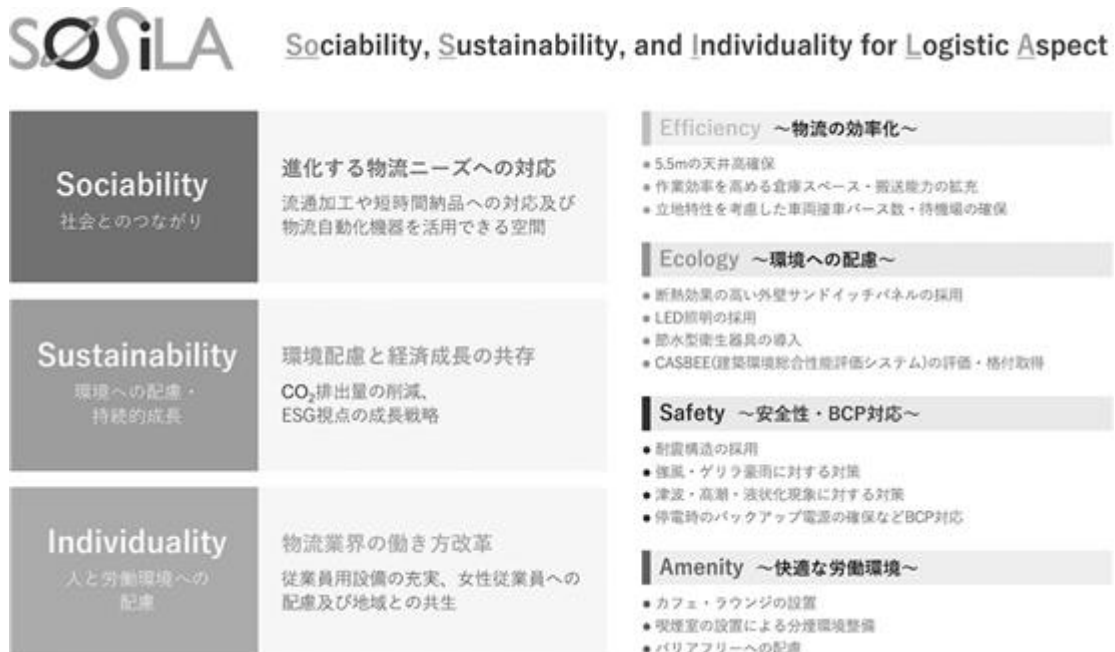 SOSiLA
Sociability, Sustainability, and Individuality for Logistic Aspect
Sociability
社会とのつながり
進化する物流ニーズへの対応
流通加工や短時間納品への対応及び
物流自動化機器を活用できる空間
Sustainability
環境への配慮・
持続的成長
環境配慮と経済成長の共存
CO₂排出量の削減、
ESG視点の成長戦略
Individuality
人と労働環境への
配慮
物流業界の働き方改革
従業員用設備の充実、女性従業員への
配慮及び地域との共生
Efficiency ～物流の効率化～
● 5.5mの天井高確保
● 作業効率を高める倉庫スペース・搬送能力の拡充
● 立地特性を考慮した車両接車バース数・待機場の確保
Ecology ～環境への配慮～
● 断熱効果の高い外壁サンドイッチパネルの採用
● LED照明の採用
● 節水型衛生器具の導入
● CASBEE(建築環境総合性能評価システム)の評価・格付取得
Safety ～安全性・BCP対応～
● 耐震構造の採用
● 強風・ゲリラ豪雨に対する対策
● 津波・高潮・液状化現象に対する対策
● 停電時のバックアップ電源の確保などBCP対応
Amenity ～快適な労働環境～
● カフェ・ラウンジの設置
● 喫煙室の設置による分煙環境整備
● バリアフリーへの配慮